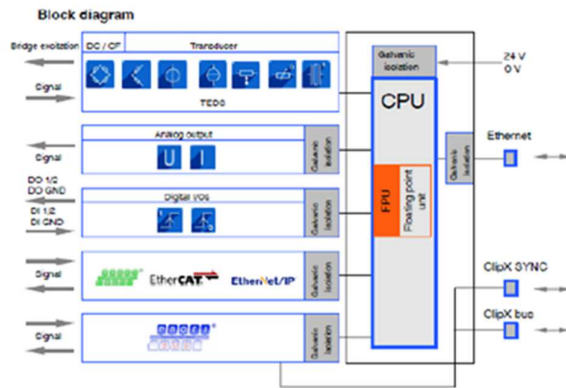 Block diagram
Bridge excitation
DC / CF
Transducer
Signal
TEDS
Galvanic isolation
24 V
0 V
CPU
Analog output
Signal
U
I
Galvanic isolation
Galvanic isolation
Ethernet
DO 1/2
DO GND
Digital I/Os
DI 1/2
DI GND
Galvanic isolation
FPU
Floating point unit
Signal
EtherCAT
EtherNet/IP
Galvanic isolation
ClipX SYNC
Signal
Galvanic isolation
ClipX bus